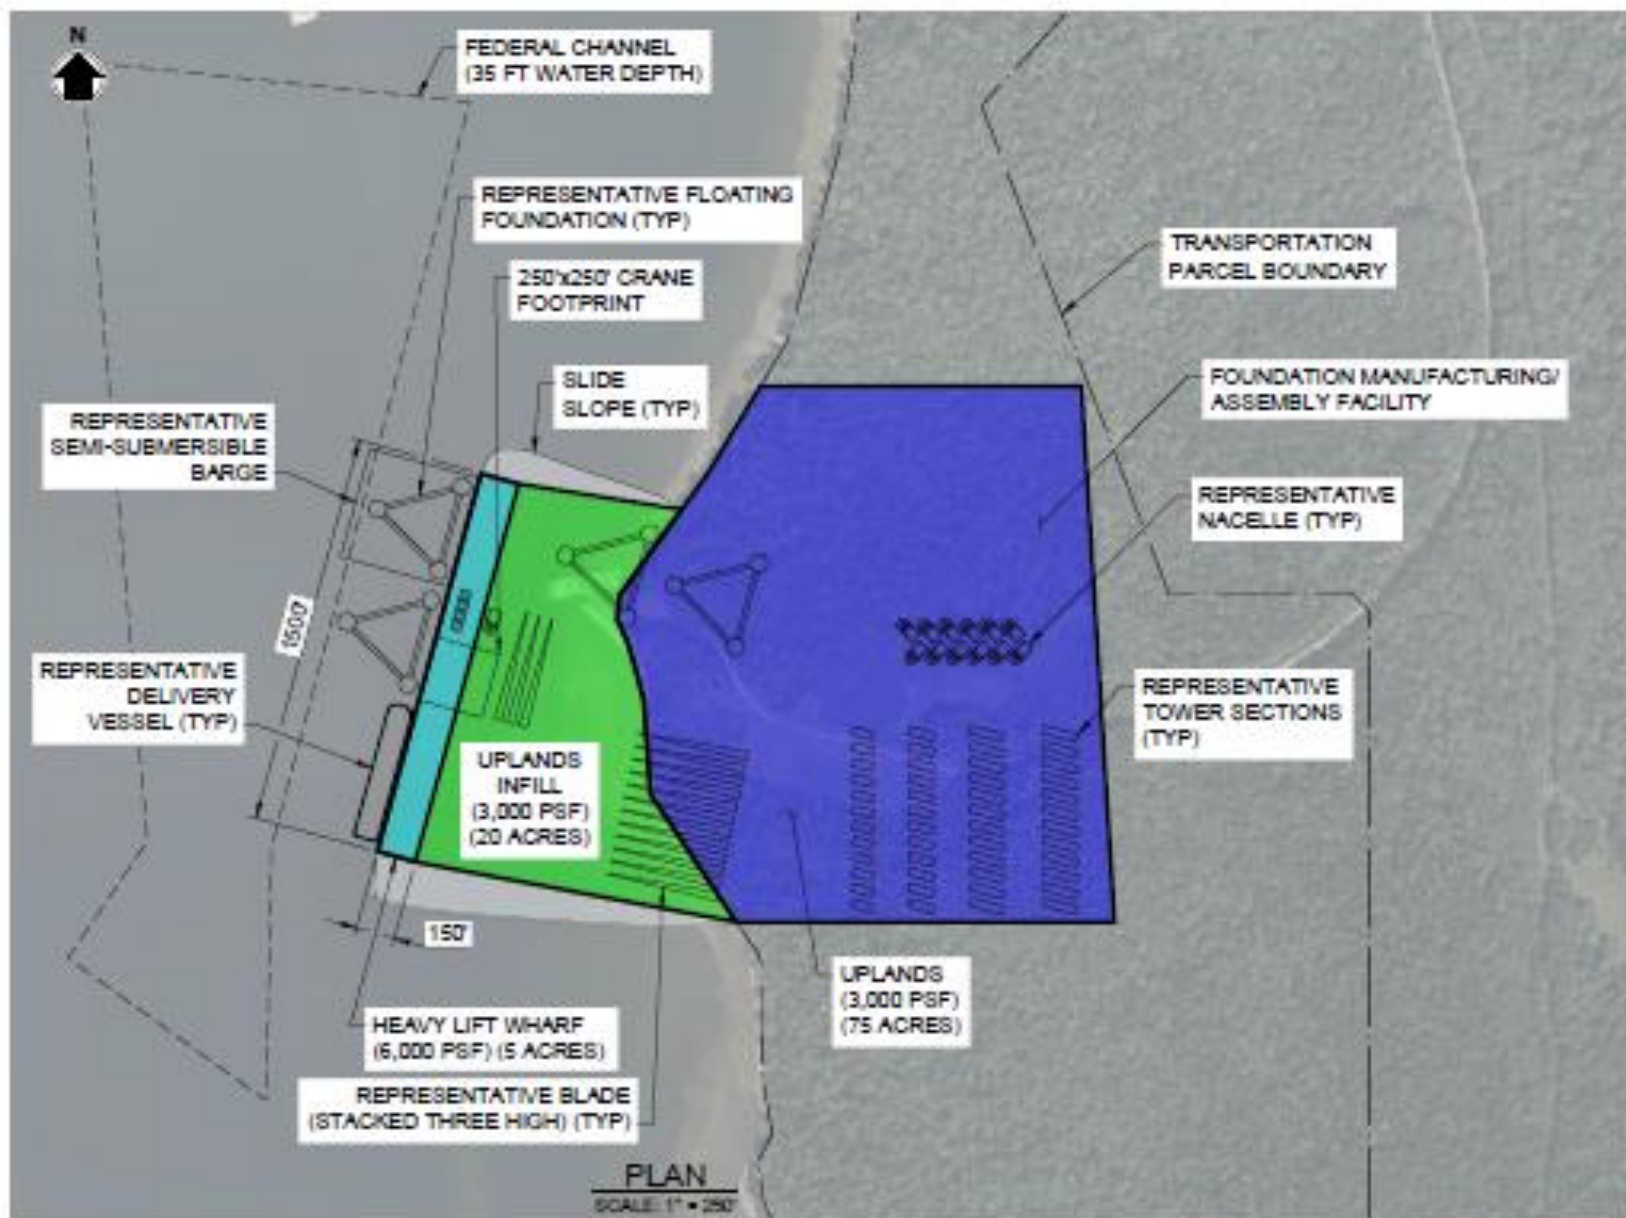 N
FEDERAL CHANNEL
(35 FT WATER DEPTH)
REPRESENTATIVE FLOATING
FOUNDATION (TYP)
250'x250' CRANE
FOOTPRINT
TRANSPORTATION
PARCEL BOUNDARY
SLIDE
SLOPE (TYP)
FOUNDATION MANUFACTURING/
ASSEMBLY FACILITY
REPRESENTATIVE
SEMI-SUBMERSIBLE
BARGE
REPRESENTATIVE
NACELLE (TYP)
1500'
REPRESENTATIVE
DELIVERY
VESSEL (TYP)
REPRESENTATIVE
TOWER SECTIONS
(TYP)
UPLANDS
INFILL
(3,000 PSF)
(20 ACRES)
150'
UPLANDS
(3,000 PSF)
(75 ACRES)
HEAVY LIFT WHARF
(6,000 PSF) (5 ACRES)
REPRESENTATIVE BLADE
(STACKED THREE HIGH) (TYP)
PLAN
SCALE: 1" = 250'